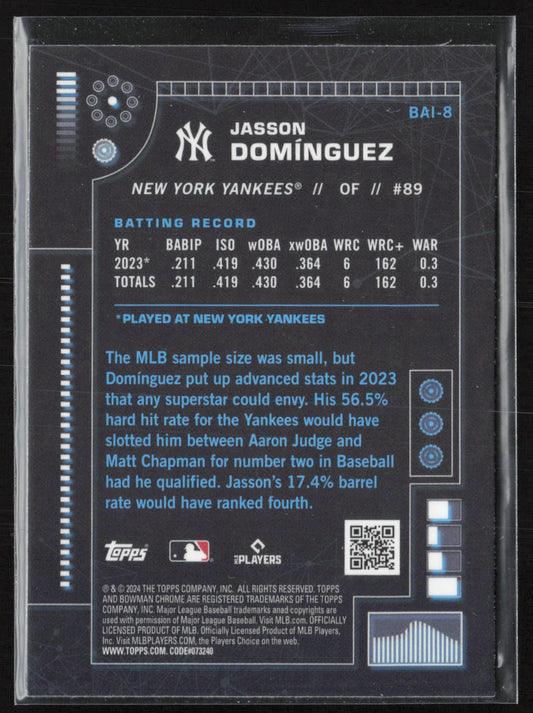 BAI-8
NY
JASSON
DOMÍNGUEZ
NEW YORK YANKEES® // OF // #89
BATTING RECORD
YR BABIP ISO wOBA xwOBA WRC WRC+ WAR
2023* .211 .419 .430 .364 6 162 0.3
TOTALS .211 .419 .430 .364 6 162 0.3
*PLAYED AT NEW YORK YANKEES
The MLB sample size was small, but
Domínguez put up advanced stats in 2023
that any superstar could envy. His 56.5%
hard hit rate for the Yankees would have
slotted him between Aaron Judge and
Matt Chapman for number two in Baseball
had he qualified. Jasson's 17.4% barrel
rate would have ranked fourth.
topps
PLAYERS
® & © 2024 THE TOPPS COMPANY, INC. ALL RIGHTS RESERVED. TOPPS
AND BOWMAN CHROME ARE REGISTERED TRADEMARKS OF THE TOPPS
COMPANY, INC. Major League Baseball trademarks anad copyrights are
used with permission of Major League Baseball. Visit MLB.com. OFFICIALLY
LICENSED PRODUCT OF MLB. Officially Licensed Product of MLB Players,
Inc. Visit MLBPLAYERS.COM, the Players Choice on the web.
WWW.TOPPS.COM. CODE#073240